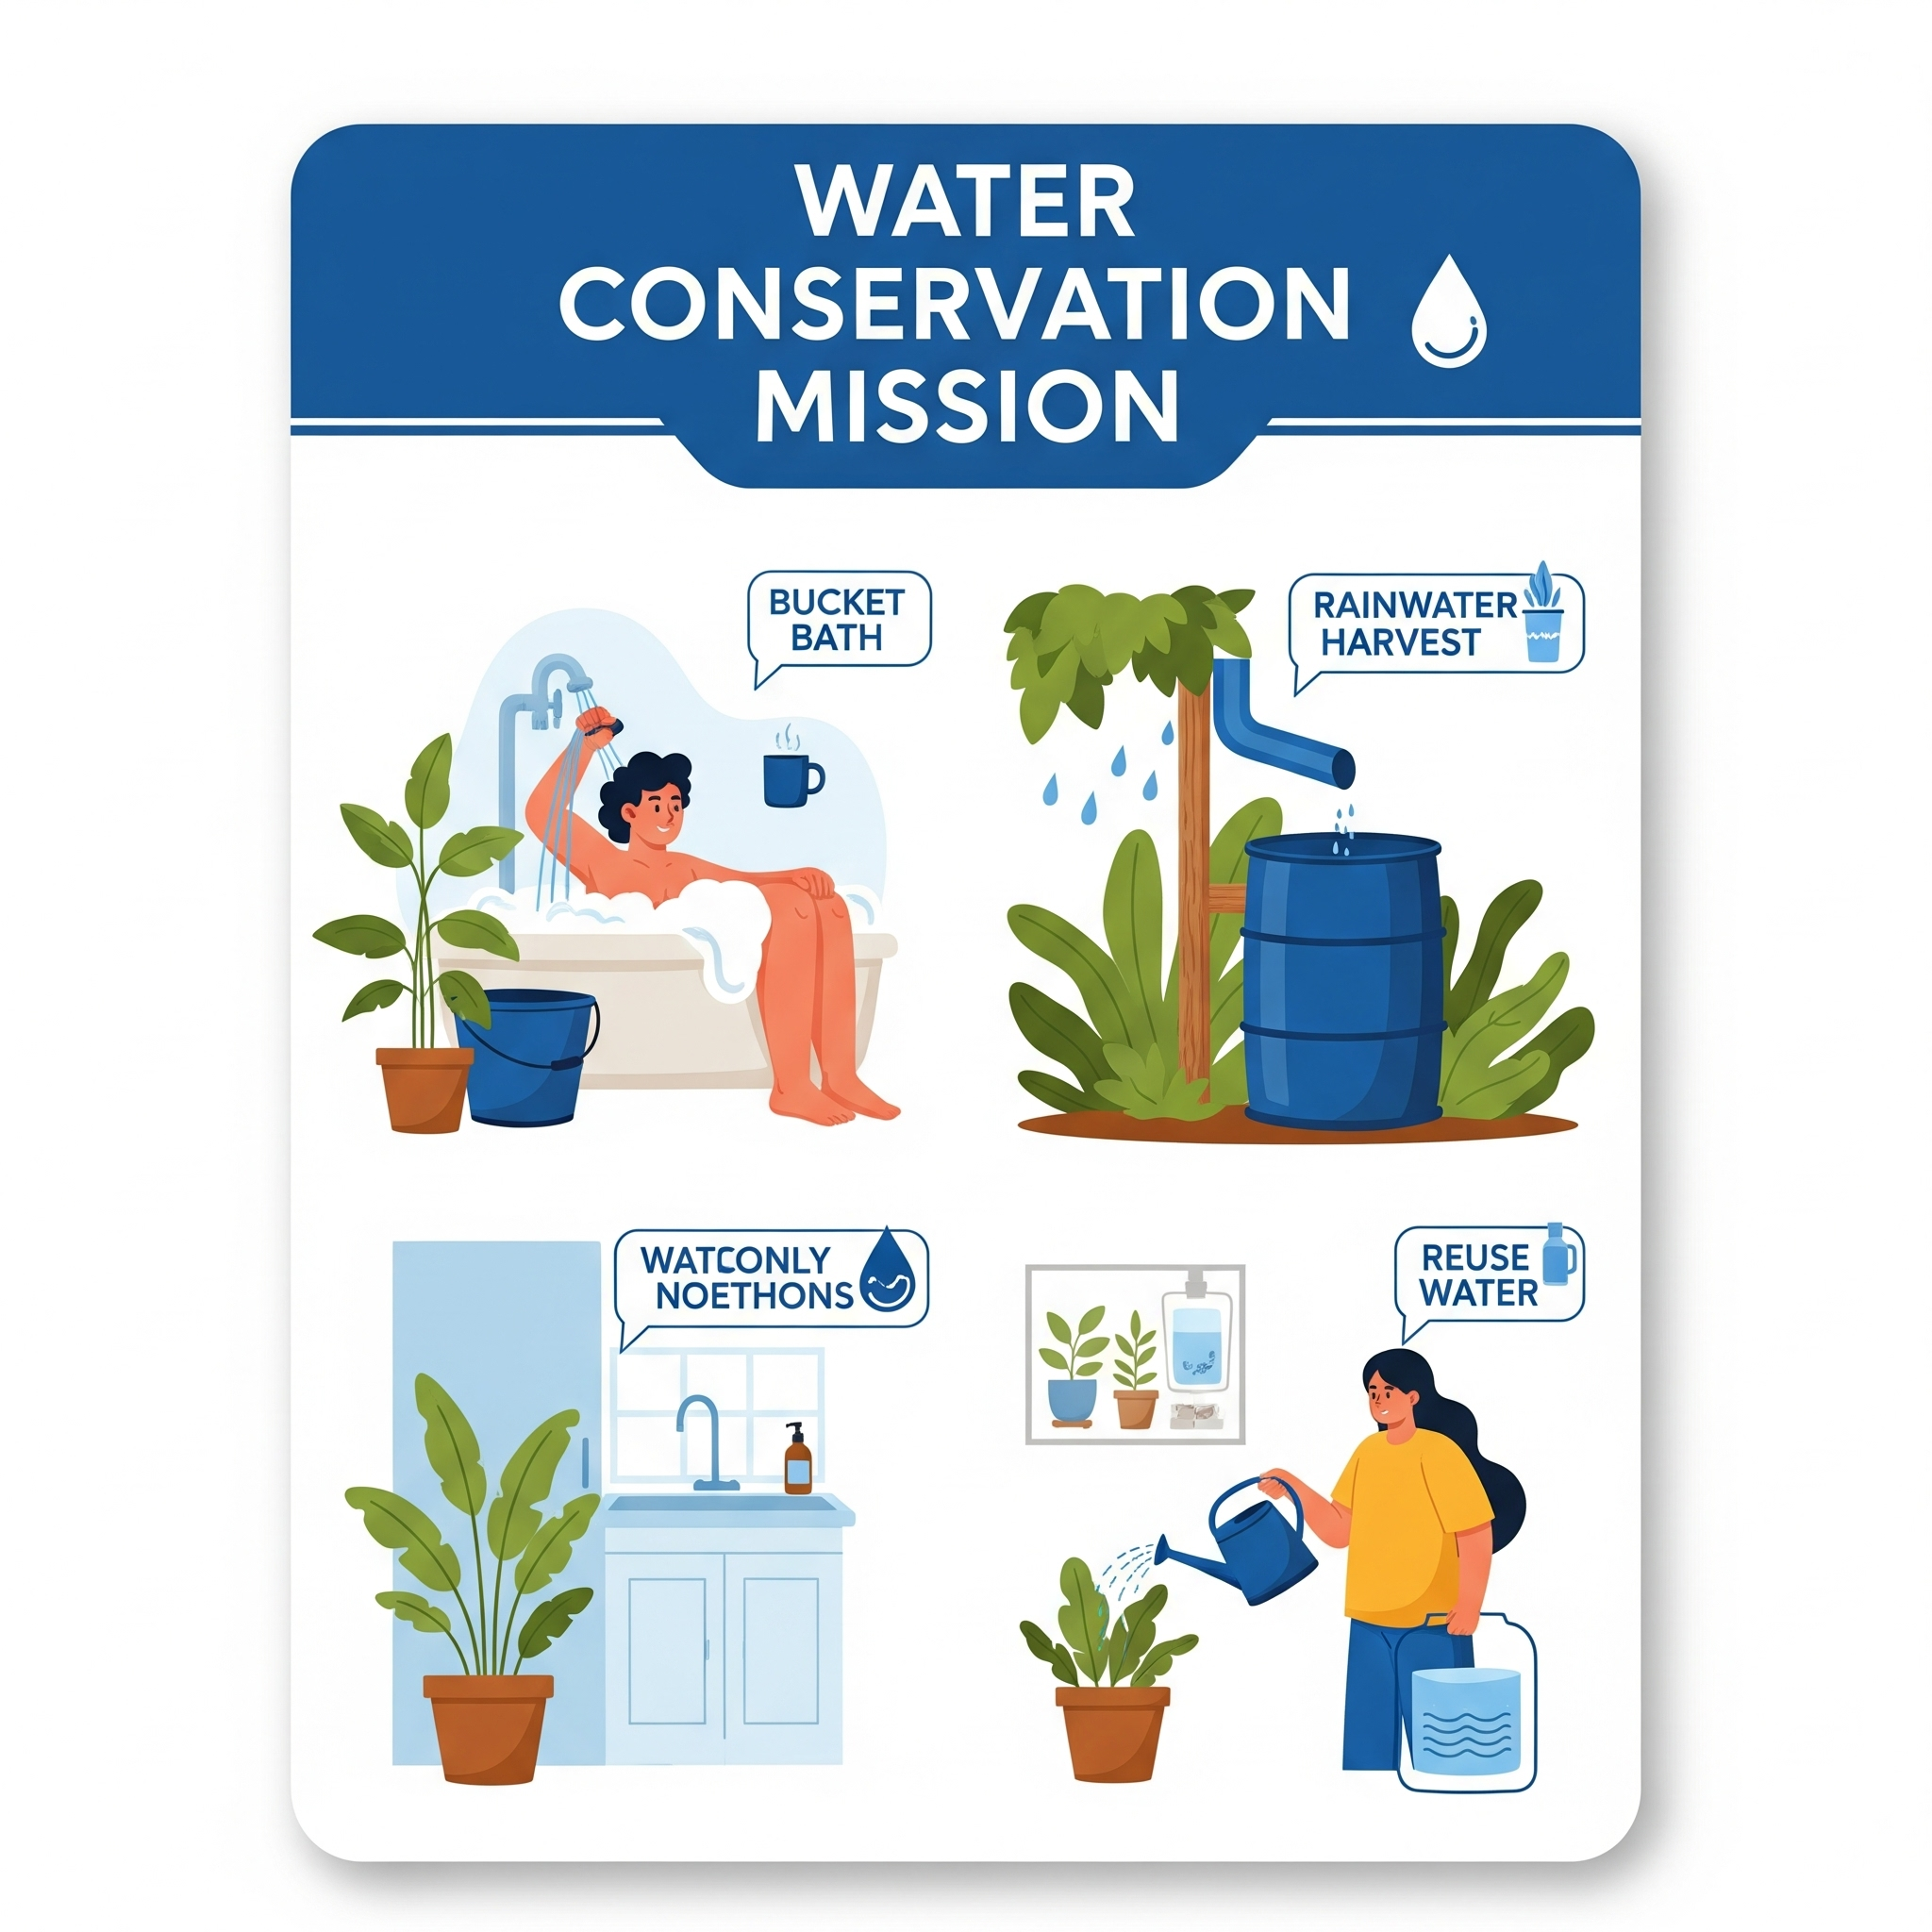 WATER
CONSERVATION
MISSION
BUCKET
BATH
RAINWATER
HARVEST
WATCONLY
NOETHONS
REUSE
WATER